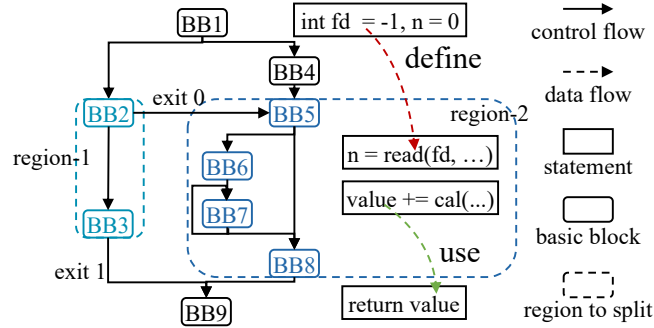 BB1
int fd = -1, n = 0
control flow
define
BB4
data flow
exit 0
BB2
BB5
region-2
region-1
n = read(fd, …)
statement
BB6
value += cal(...)
BB7
BB3
basic block
use
exit 1
BB8
return value
region to split
BB9